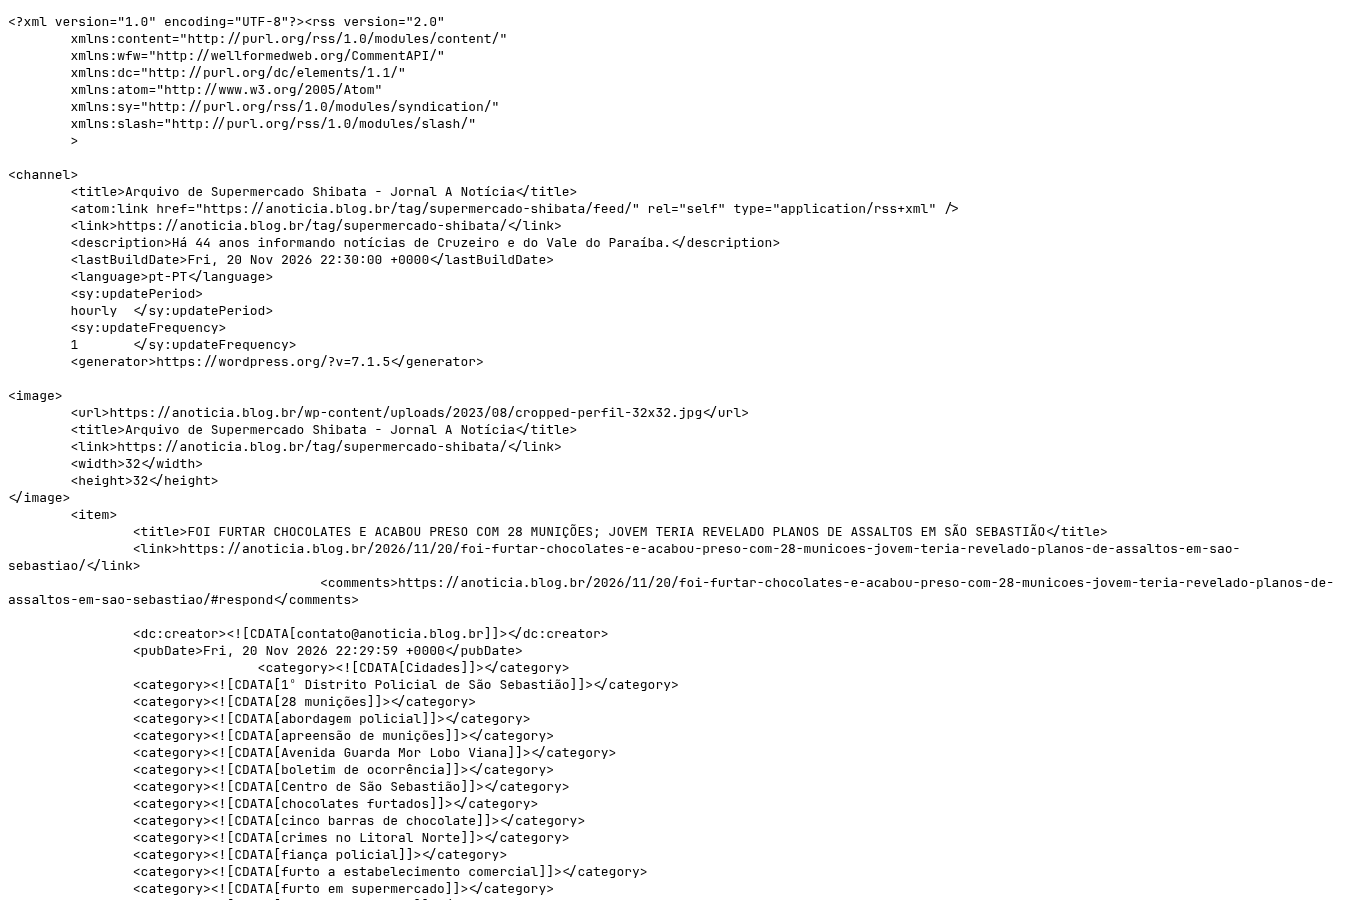 <?xml version="1.0" encoding="UTF-8"?><rss version="2.0"
xmlns:content="http://purl.org/rss/1.0/modules/content/"
xmlns:wfw="http://wellformedweb.org/CommentAPI/"
xmlns:dc="http://purl.org/dc/elements/1.1/"
xmlns:atom="http://www.w3.org/2005/Atom"
xmlns:sy="http://purl.org/rss/1.0/modules/syndication/"
xmlns:slash="http://purl.org/rss/1.0/modules/slash/"
>
<channel>
<title>Arquivo de Supermercado Shibata - Jornal A Notícia</title>
<atom:link href="https://anoticia.blog.br/tag/supermercado-shibata/feed/" rel="self" type="application/rss+xml" />
<link>https://anoticia.blog.br/tag/supermercado-shibata/</link>
<description>Há 44 anos informando notícias de Cruzeiro e do Vale do Paraíba.</description>
<lastBuildDate>Fri, 20 Nov 2026 22:30:00 +0000</lastBuildDate>
<language>pt-PT</language>
<sy:updatePeriod>
hourly	</sy:updatePeriod>
<sy:updateFrequency>
1	</sy:updateFrequency>
<generator>https://wordpress.org/?v=7.1.5</generator>
<image>
<url>https://anoticia.blog.br/wp-content/uploads/2023/08/cropped-perfil-32x32.jpg</url>
<title>Arquivo de Supermercado Shibata - Jornal A Notícia</title>
<link>https://anoticia.blog.br/tag/supermercado-shibata/</link>
<width>32</width>
<height>32</height>
</image>
<item>
<title>FOI FURTAR CHOCOLATES E ACABOU PRESO COM 28 MUNIÇÕES; JOVEM TERIA REVELADO PLANOS DE ASSALTOS EM SÃO SEBASTIÃO</title>
<link>https://anoticia.blog.br/2026/11/20/foi-furtar-chocolates-e-acabou-preso-com-28-municoes-jovem-teria-revelado-planos-de-assaltos-em-sao-
sebastiao/</link>
<comments>https://anoticia.blog.br/2026/11/20/foi-furtar-chocolates-e-acabou-preso-com-28-municoes-jovem-teria-revelado-planos-de-
assaltos-em-sao-sebastiao/#respond</comments>
<dc:creator><![CDATA[contato@anoticia.blog.br]]></dc:creator>
<pubDate>Fri, 20 Nov 2026 22:29:59 +0000</pubDate>
<category><![CDATA[Cidades]]></category>
<category><![CDATA[1° Distrito Policial de São Sebastião]]></category>
<category><![CDATA[28 munições]]></category>
<category><![CDATA[abordagem policial]]></category>
<category><![CDATA[apreensão de munições]]></category>
<category><![CDATA[Avenida Guarda Mor Lobo Viana]]></category>
<category><![CDATA[boletim de ocorrência]]></category>
<category><![CDATA[Centro de São Sebastião]]></category>
<category><![CDATA[chocolates furtados]]></category>
<category><![CDATA[cinco barras de chocolate]]></category>
<category><![CDATA[crimes no Litoral Norte]]></category>
<category><![CDATA[fiança policial]]></category>
<category><![CDATA[furto a estabelecimento comercial]]></category>
<category><![CDATA[furto em supermercado]]></category>